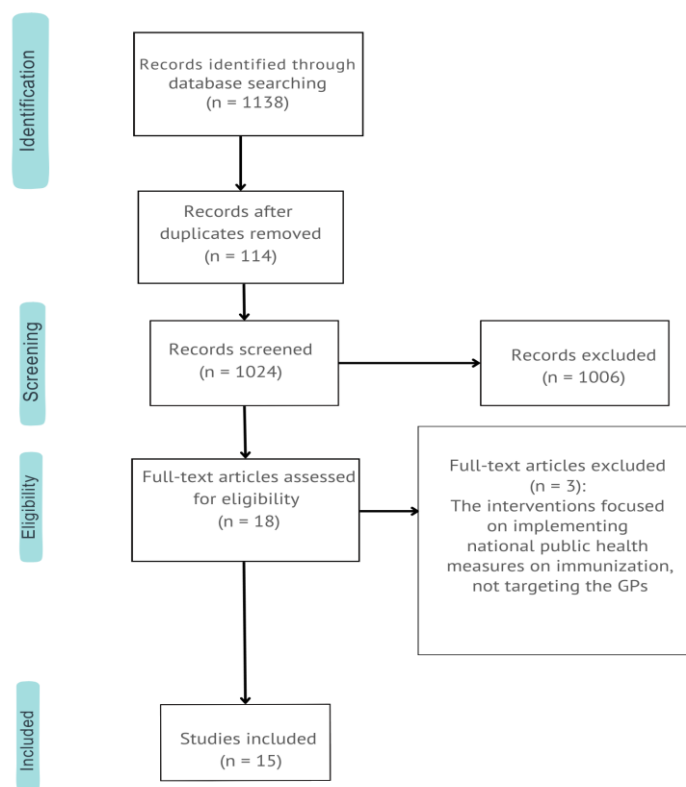 Identification
Records identified through
database searching
(n = 1138)
Records after
duplicates removed
(n = 114)
Screening
Records screened
(n = 1024)
Records excluded
(n = 1006)
Eligibility
Full-text articles assessed
for eligibility
(n = 18)
Full-text articles excluded
(n = 3):
The interventions focused
on implementing
national public health
measures on immunization,
not targeting the GPs
Included
Studies included
(n = 15)